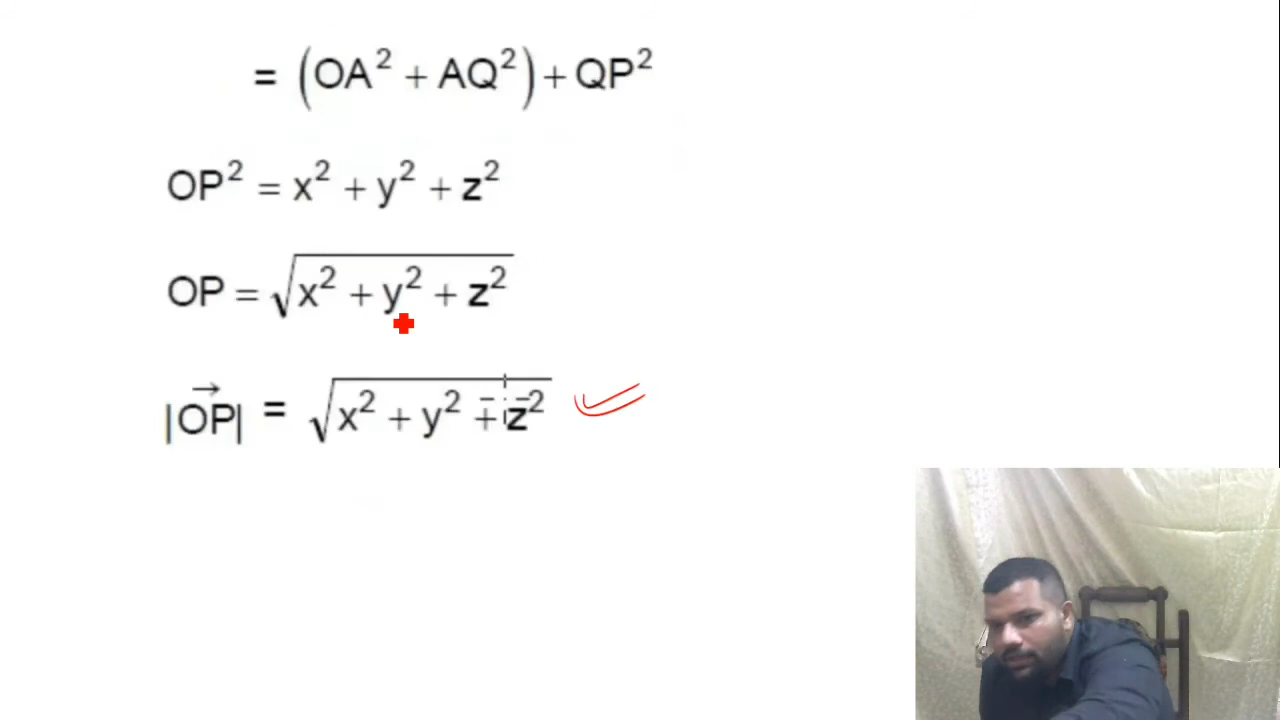 = (OA² + AQ²) + QP²
OP² = x² + y² + z²
OP = √x² + y² + z²
|OP⃗| = √x² + y² + z²